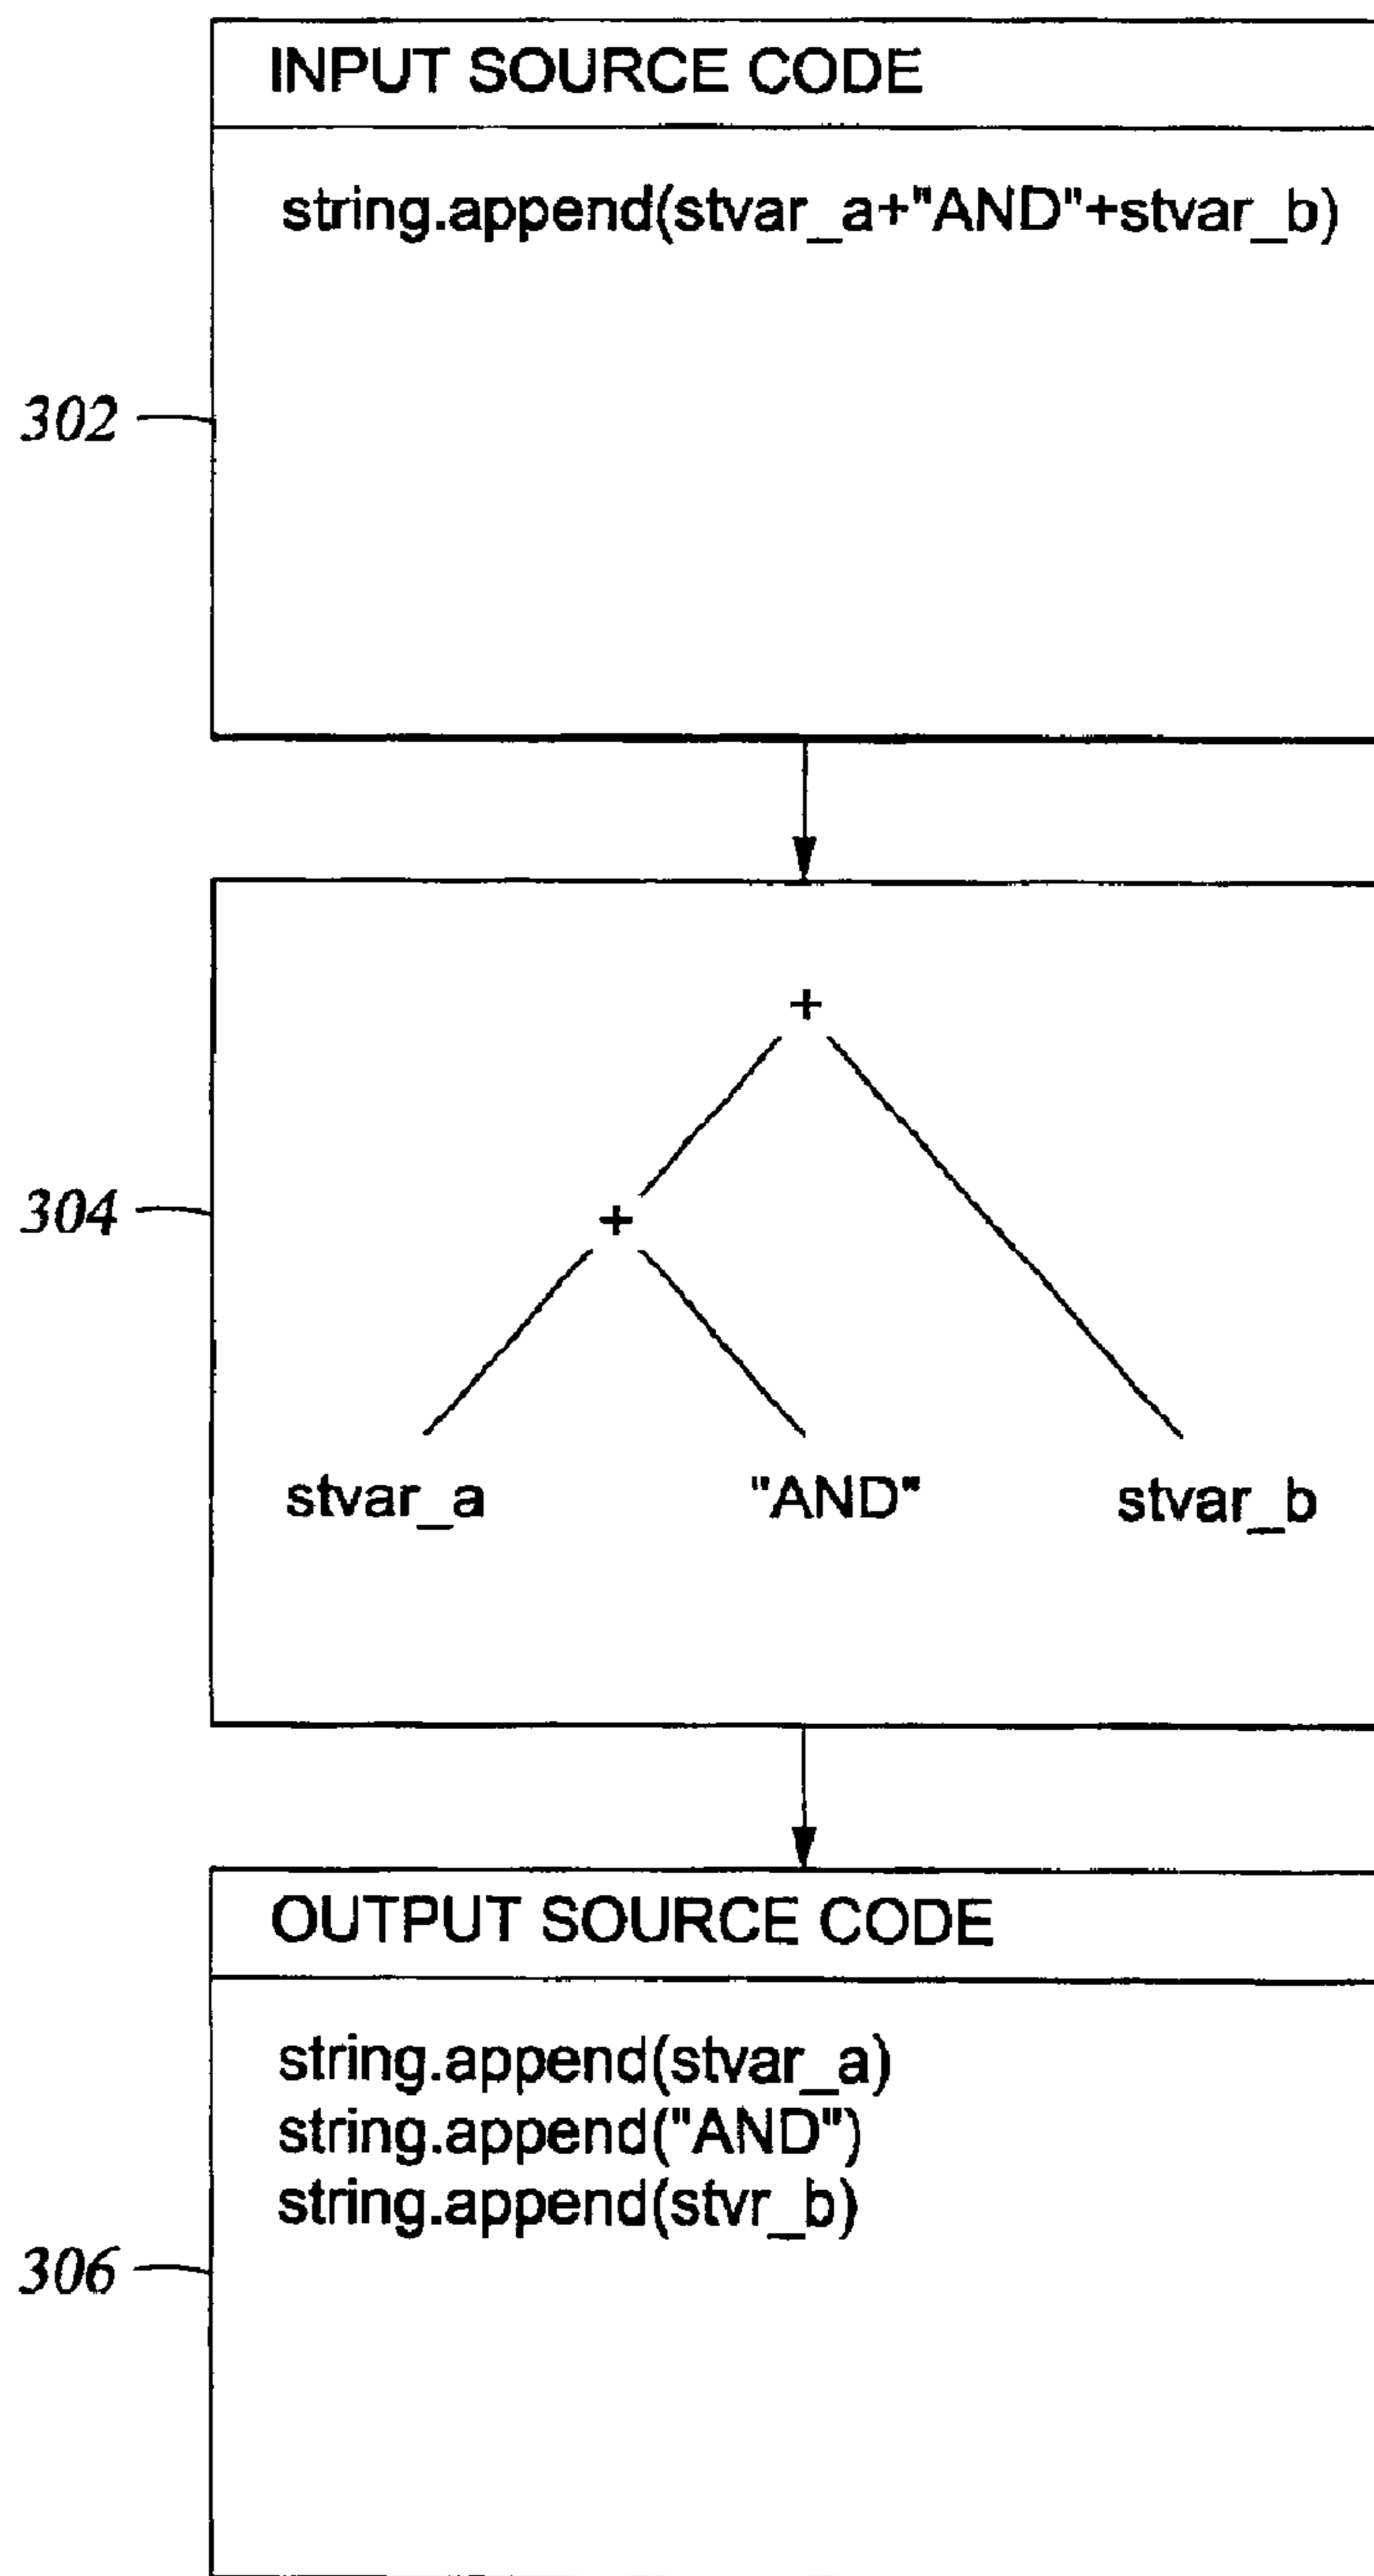 INPUT SOURCE CODE
string.append(stvar_a+"AND"+stvar_b)
302
+
304
+
stvar_a "AND" stvar_b
OUTPUT SOURCE CODE
string.append(stvar_a)
string.append("AND")
string.append(stvr_b)
306